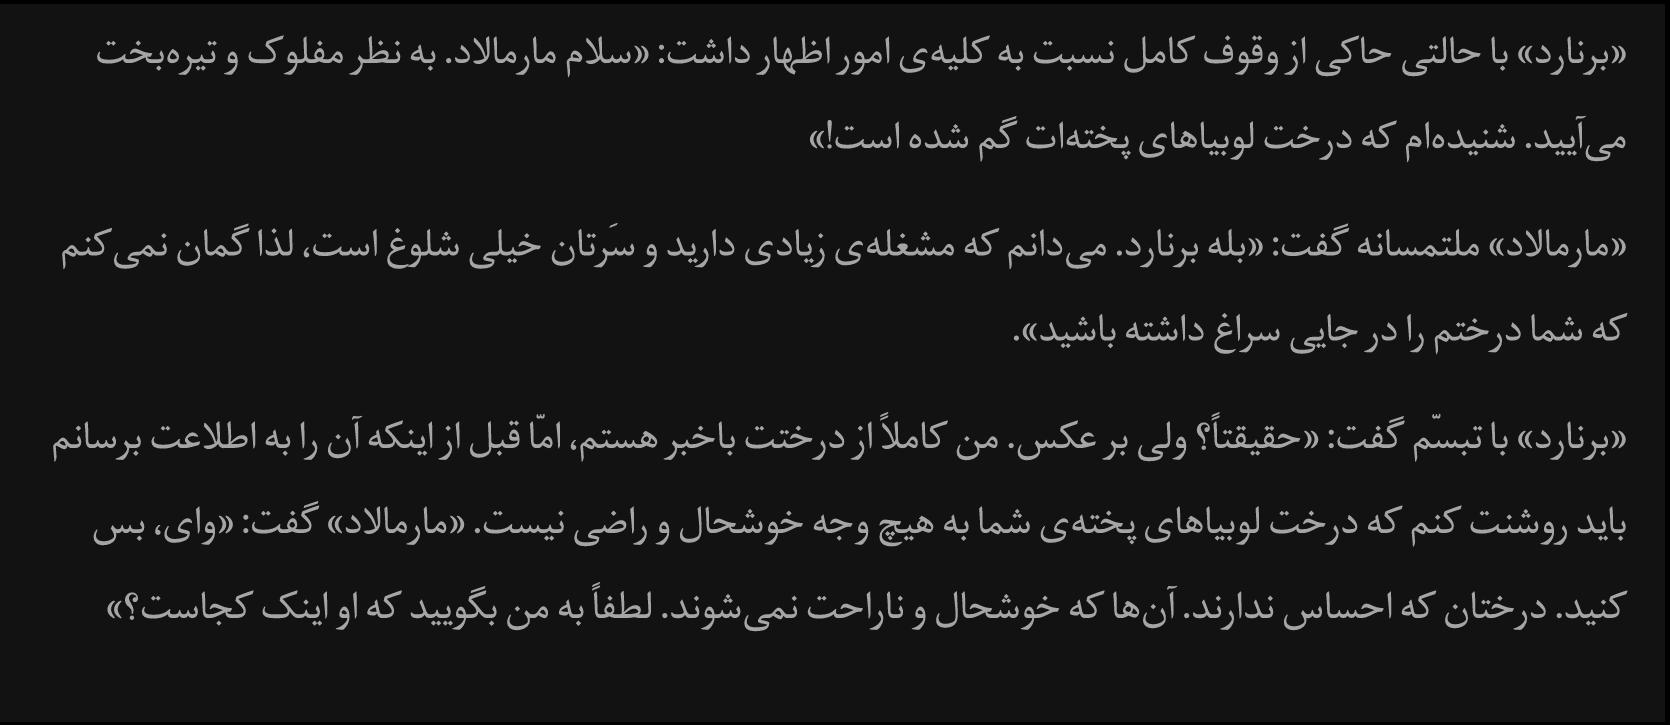 «برنارد» با حالتی حاکی از وقوف کامل نسبت به کلیه‌ی امور اظهار داشت: «سلام مارمالاد. به نظر مفلوک و تیره‌بخت
می‌آیید. شنیده‌ام که درخت لوبیاهای پخته‌ات گم شده است!»
«مارمالاد» ملتمسانه گفت: «بله برنارد. می‌دانم که مشغله‌ی زیادی دارید و سَرتان خیلی شلوغ است، لذا گمان نمی‌کنم
که شما درختم را در جایی سراغ داشته باشید».
«برنارد» با تبسّم گفت: «حقیقتاً؟ ولی بر عکس. من کاملاً از درختت باخبر هستم، امّا قبل از اینکه آن را به اطلاعت برسانم
باید روشنت کنم که درخت لوبیاهای پخته‌ی شما به هیچ وجه خوشحال و راضی نیست. «مارمالاد» گفت: «وای، بس
کنید. درختان که احساس ندارند. آن‌ها که خوشحال و ناراحت نمی‌شوند. لطفاً به من بگویید که او اینک کجاست؟»